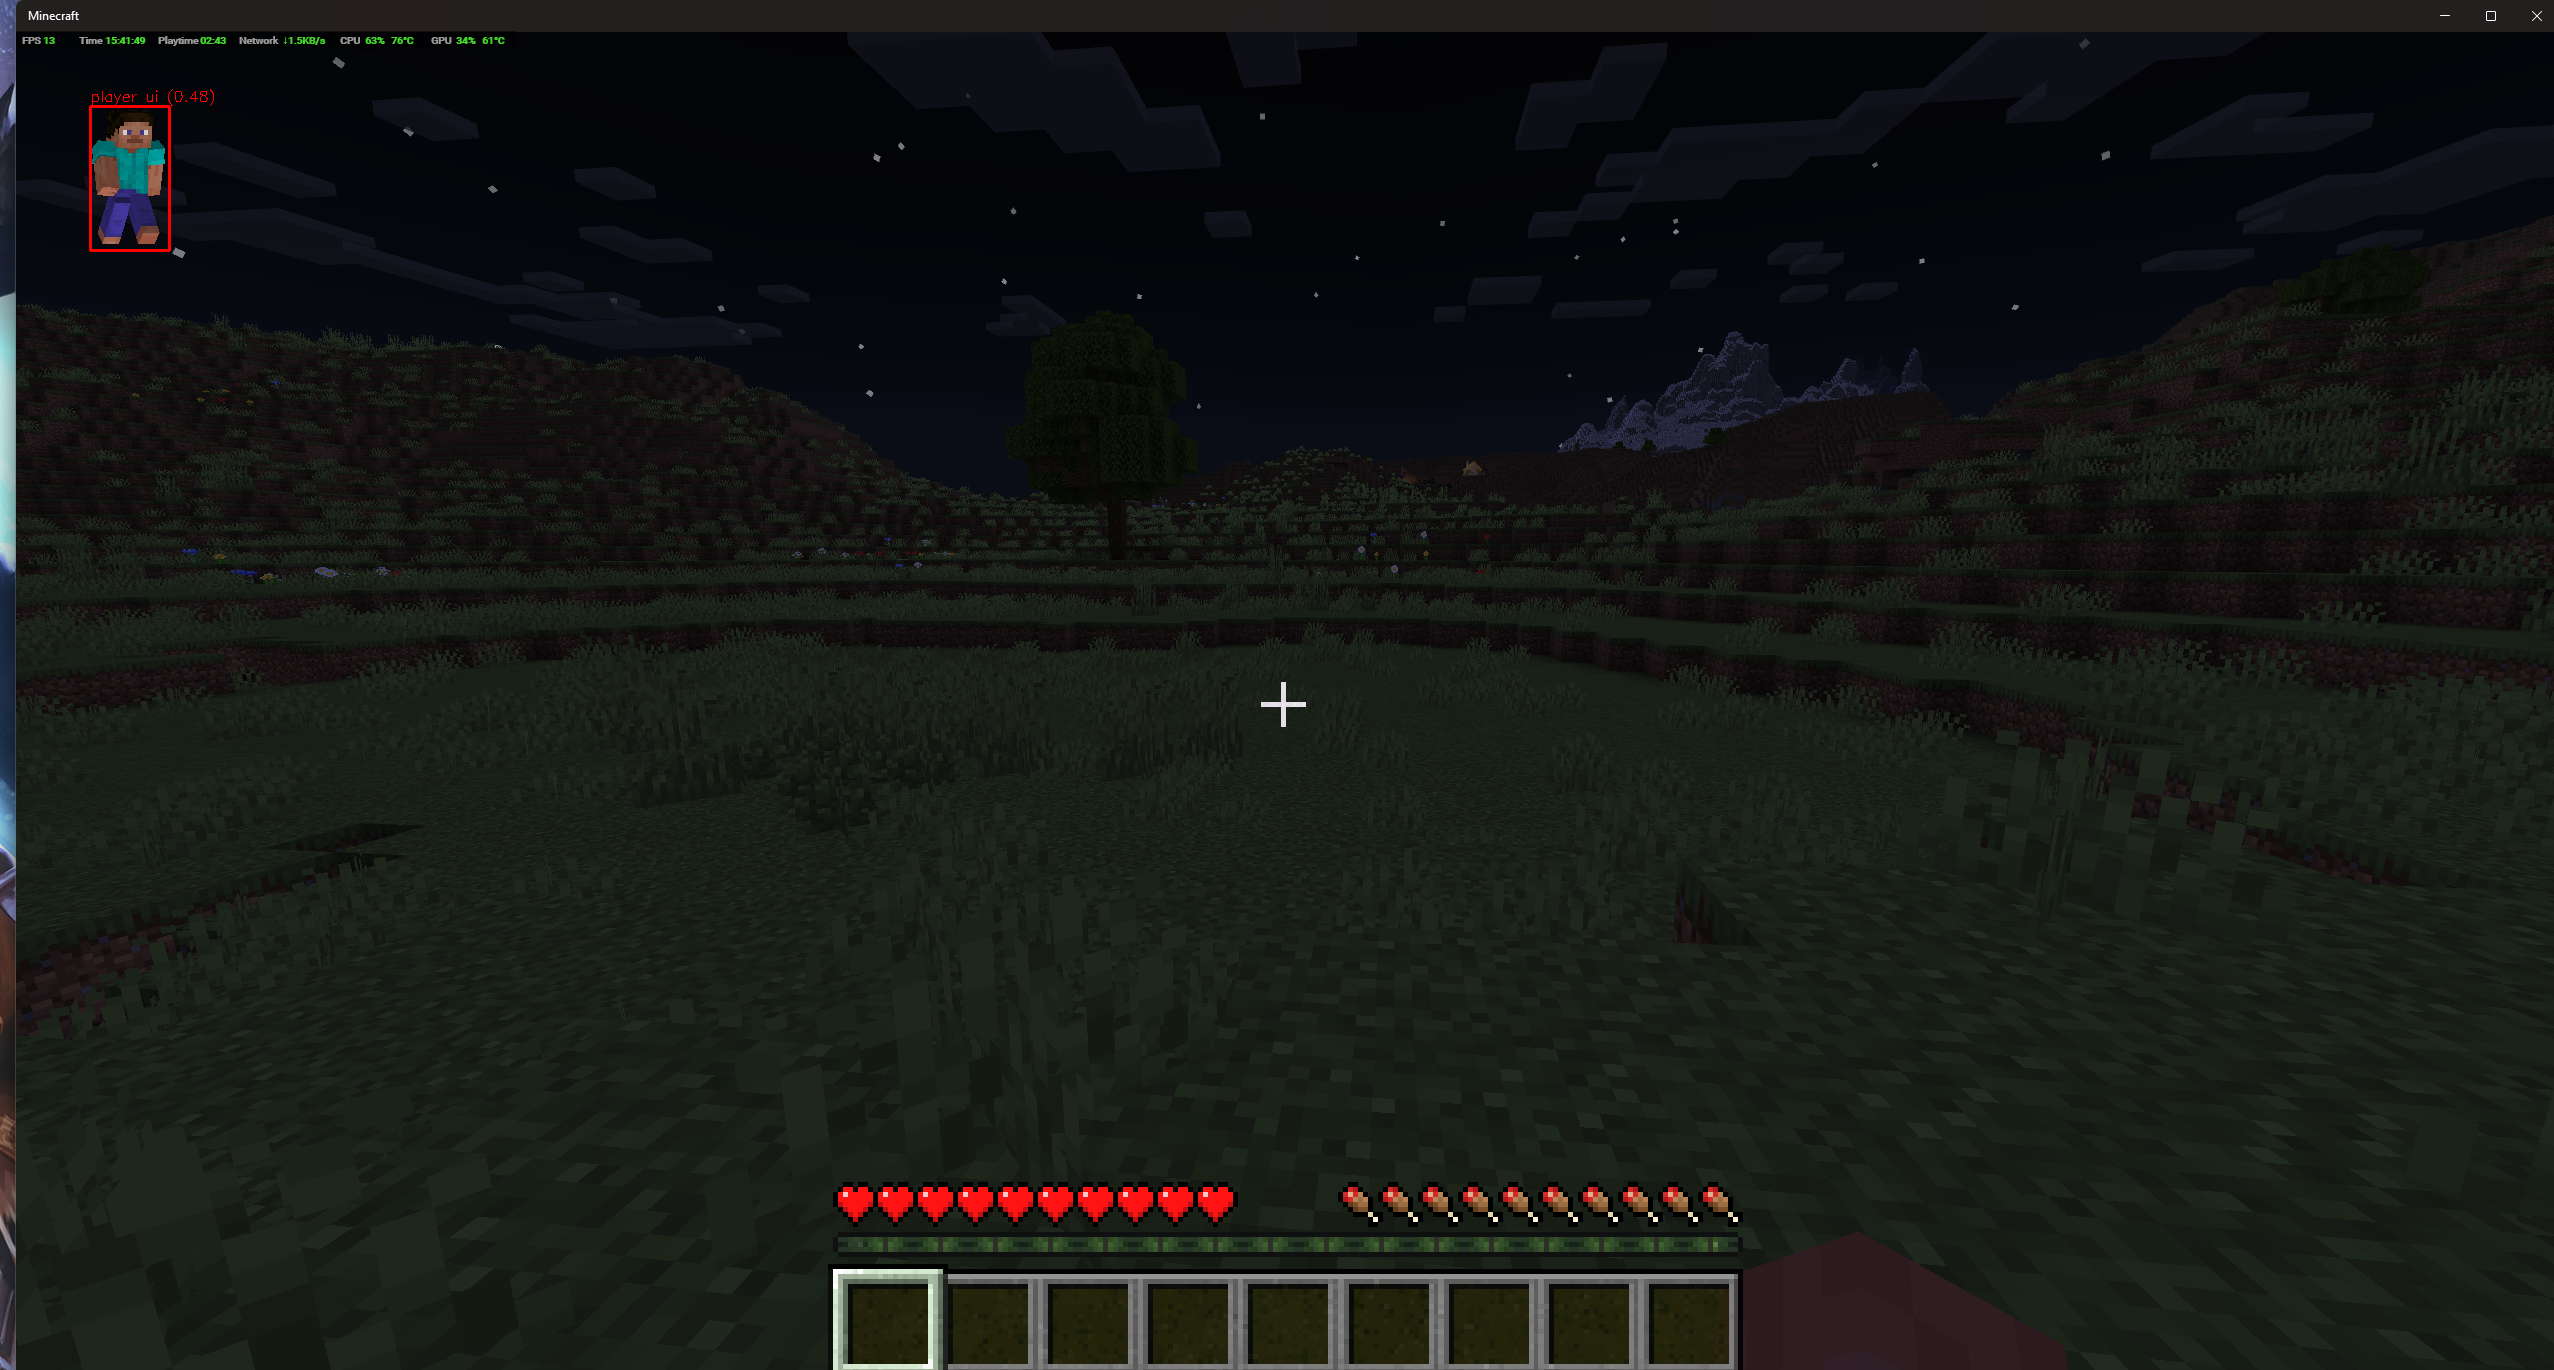 Minecraft
FPS 13 Time 15:41:49 Playtime 02:43 Network ↓1.5KB/s CPU 63% 76°C GPU 34% 61°C
player ui (0.48)